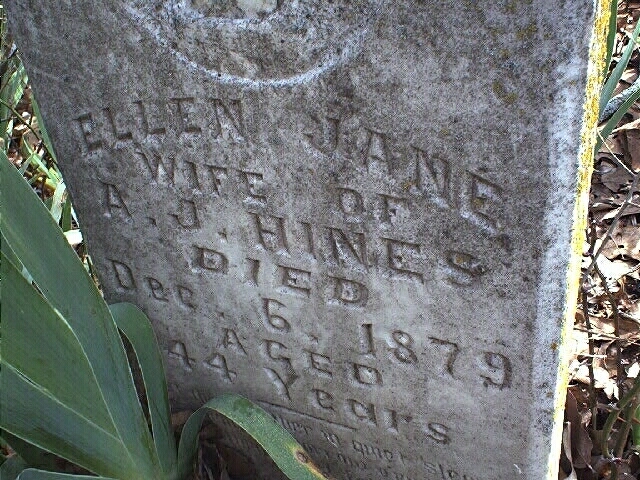 ELLEN JANE
WIFE OF
A. J. HINES
DIED
Dec. 6. 1879
AGED
44 Years